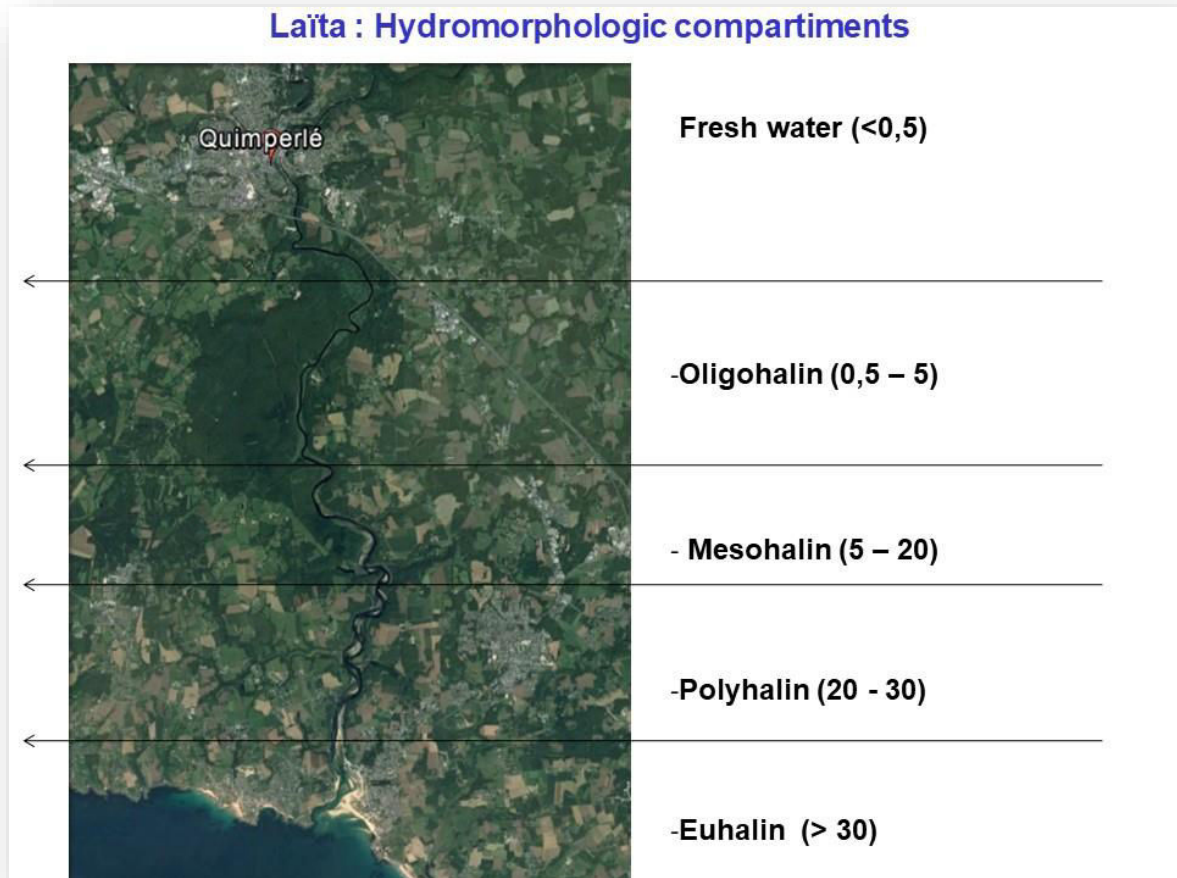 Laïta : Hydromorphologic compartiments
Quimperlé
Fresh water (<0,5)
-Oligohalin (0,5 – 5)
- Mesohalin (5 – 20)
-Polyhalin (20 - 30)
-Euhalin (> 30)